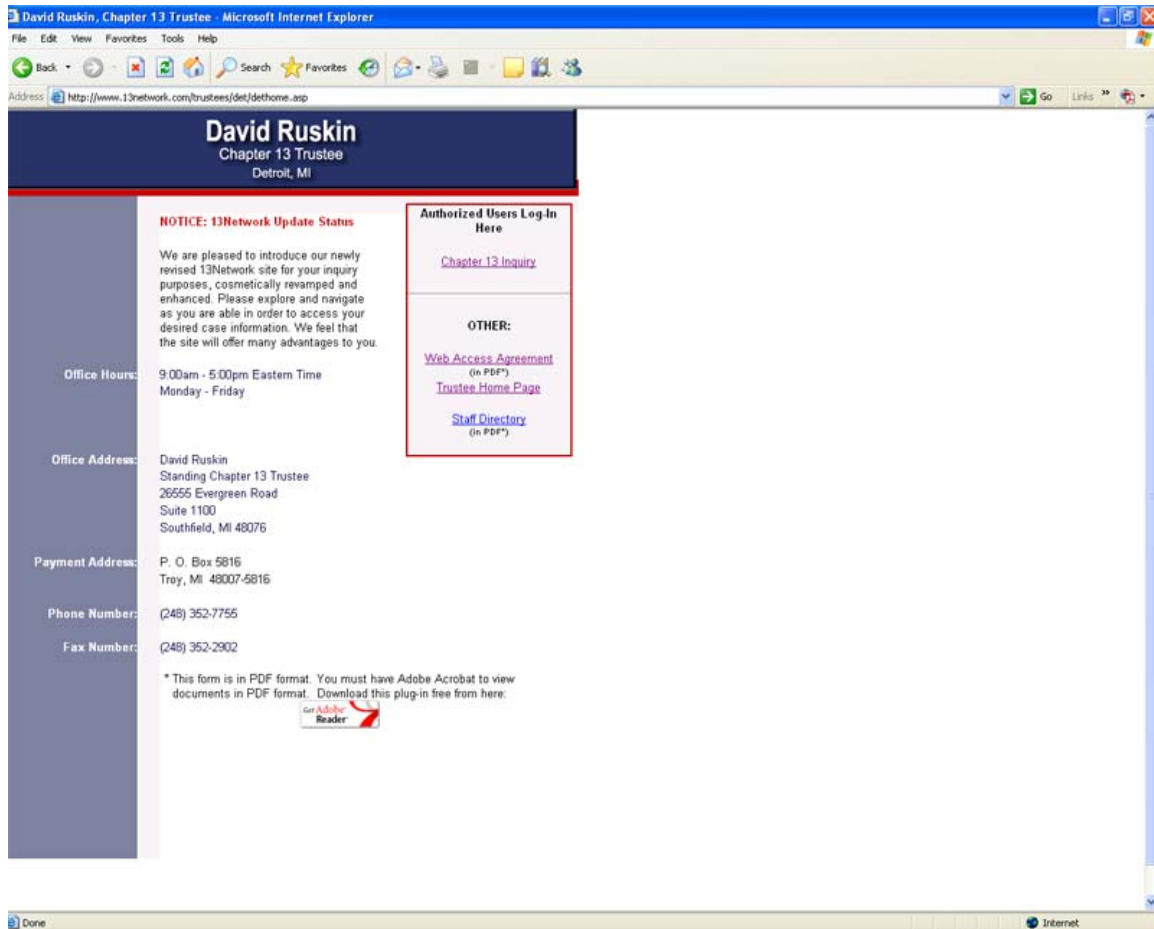 David Ruskin, Chapter 13 Trustee - Microsoft Internet Explorer
File Edit View Favorites Tools Help
Back Search Favorites
Address http://www.13network.com/trustees/det/dethome.asp Go Links »
David Ruskin
Chapter 13 Trustee
Detroit, MI
NOTICE: 13Network Update Status
We are pleased to introduce our newly
revised 13Network site for your inquiry
purposes, cosmetically revamped and
enhanced. Please explore and navigate
as you are able in order to access your
desired case information. We feel that
the site will offer many advantages to you.
Authorized Users Log-In
Here
Chapter 13 Inquiry
OTHER:
Web Access Agreement
(in PDF*)
Trustee Home Page
Staff Directory
(in PDF*)
Office Hours: 9:00am - 5:00pm Eastern Time
Monday - Friday
Office Address: David Ruskin
Standing Chapter 13 Trustee
26555 Evergreen Road
Suite 1100
Southfield, MI 48076
Payment Address: P. O. Box 5816
Troy, MI 48007-5816
Phone Number: (248) 352-7755
Fax Number: (248) 352-2902
* This form is in PDF format. You must have Adobe Acrobat to view
documents in PDF format. Download this plug-in free from here:
Get Adobe
Reader
Done Internet